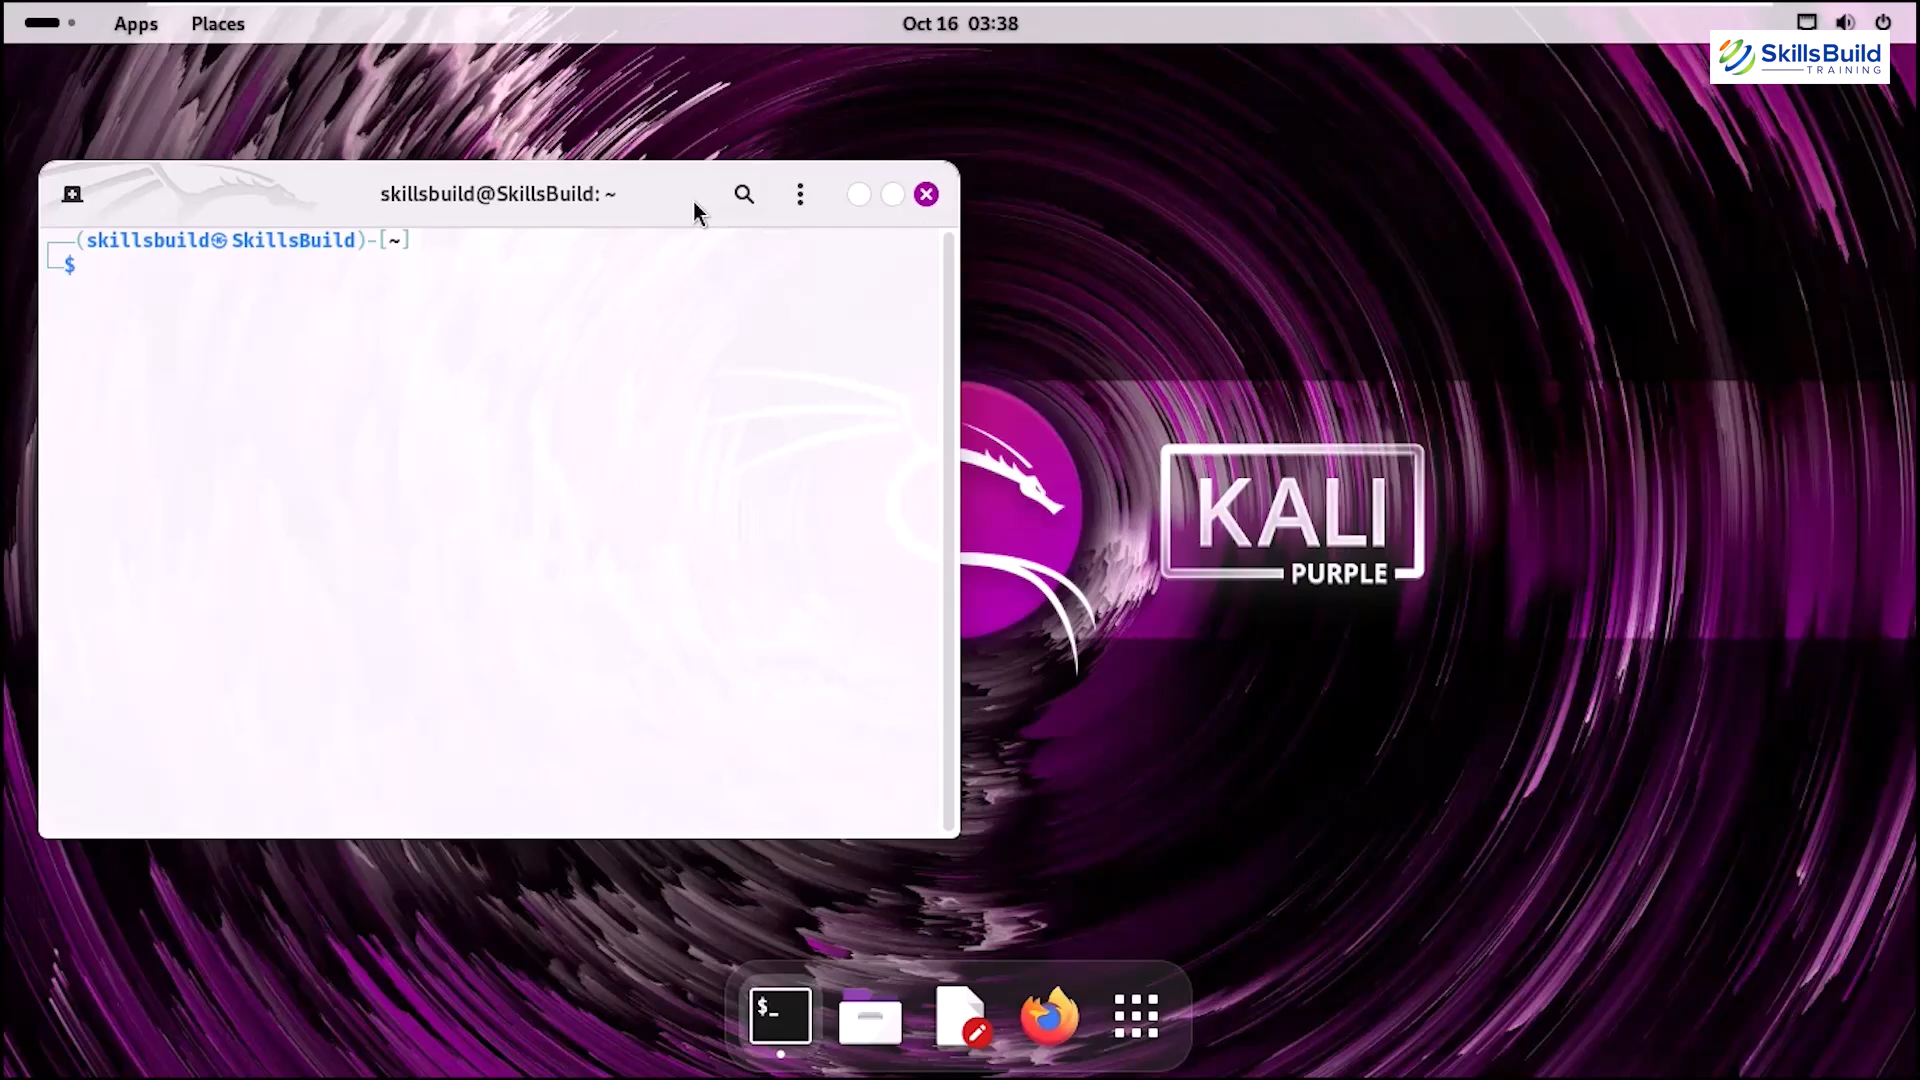 Apps Places Oct 16 03:38
SkillsBuild
TRAINING
skillsbuild@SkillsBuild: ~
(skillsbuild㉿SkillsBuild)-[~]
$
KALI
PURPLE
$_